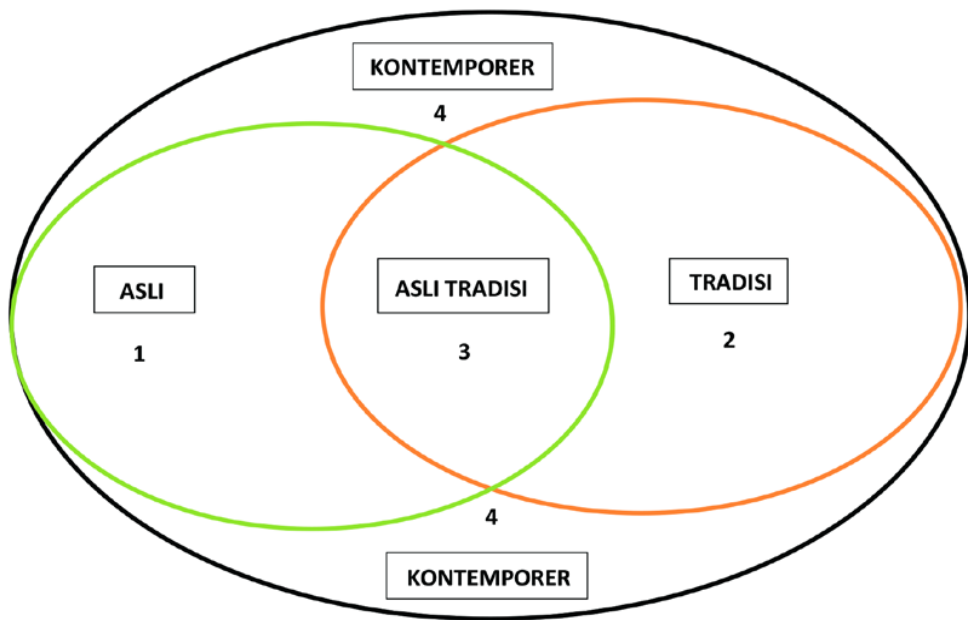 KONTEMPORER
4
ASLI
ASLI TRADISI
TRADISI
1
3
2
4
KONTEMPORER